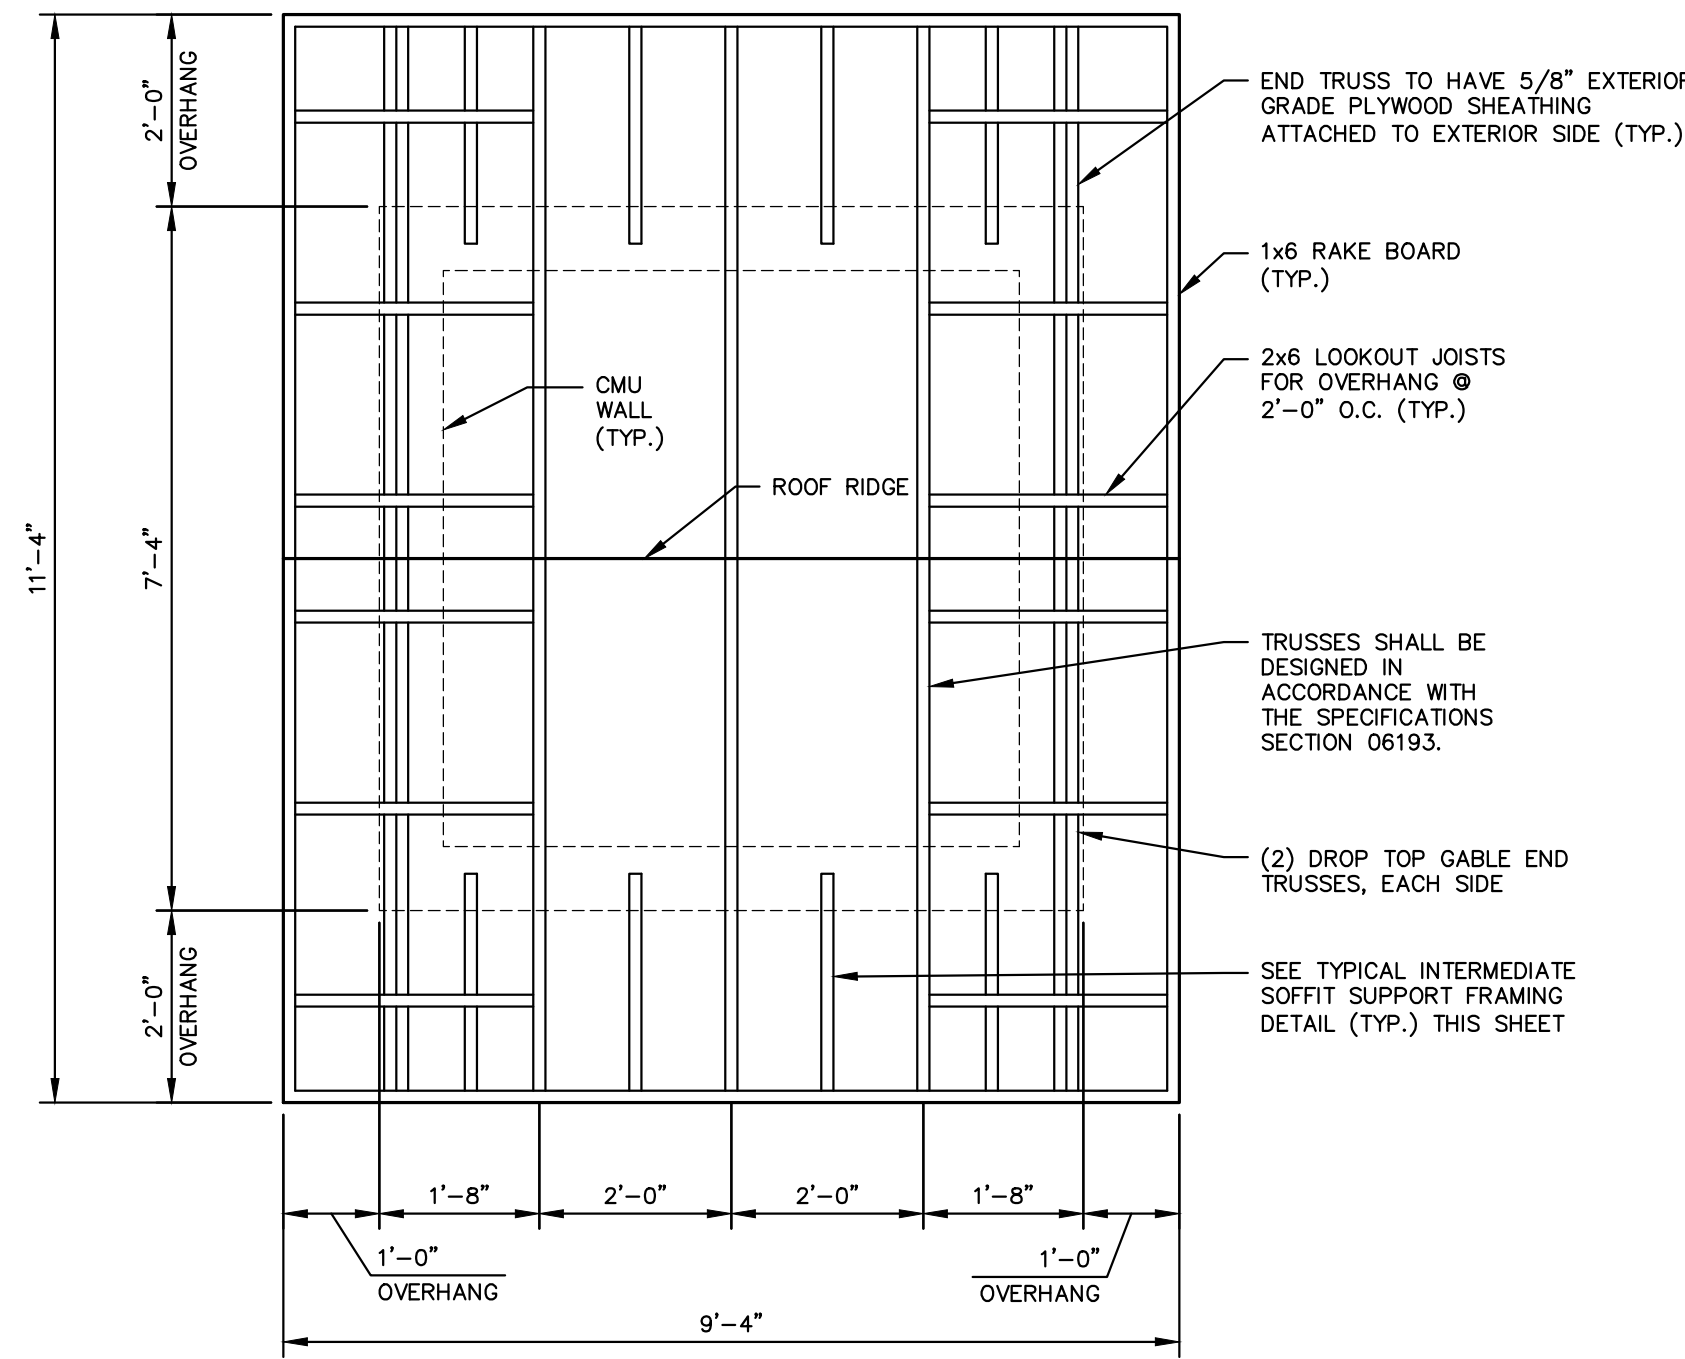 2’-0”
OVERHANG
11’-4”
7’-4”
2’-0”
OVERHANG
END TRUSS TO HAVE 5/8” EXTERIOR
GRADE PLYWOOD SHEATHING
ATTACHED TO EXTERIOR SIDE (TYP.)
1x6 RAKE BOARD
(TYP.)
2x6 LOOKOUT JOISTS
FOR OVERHANG @
2’-0” O.C. (TYP.)
CMU
WALL
(TYP.)
ROOF RIDGE
TRUSSES SHALL BE
DESIGNED IN
ACCORDANCE WITH
THE SPECIFICATIONS
SECTION 06193.
(2) DROP TOP GABLE END
TRUSSES, EACH SIDE
SEE TYPICAL INTERMEDIATE
SOFFIT SUPPORT FRAMING
DETAIL (TYP.) THIS SHEET
1’-8”
2’-0”
2’-0”
1’-8”
1’-0”
OVERHANG
1’-0”
OVERHANG
9’-4”